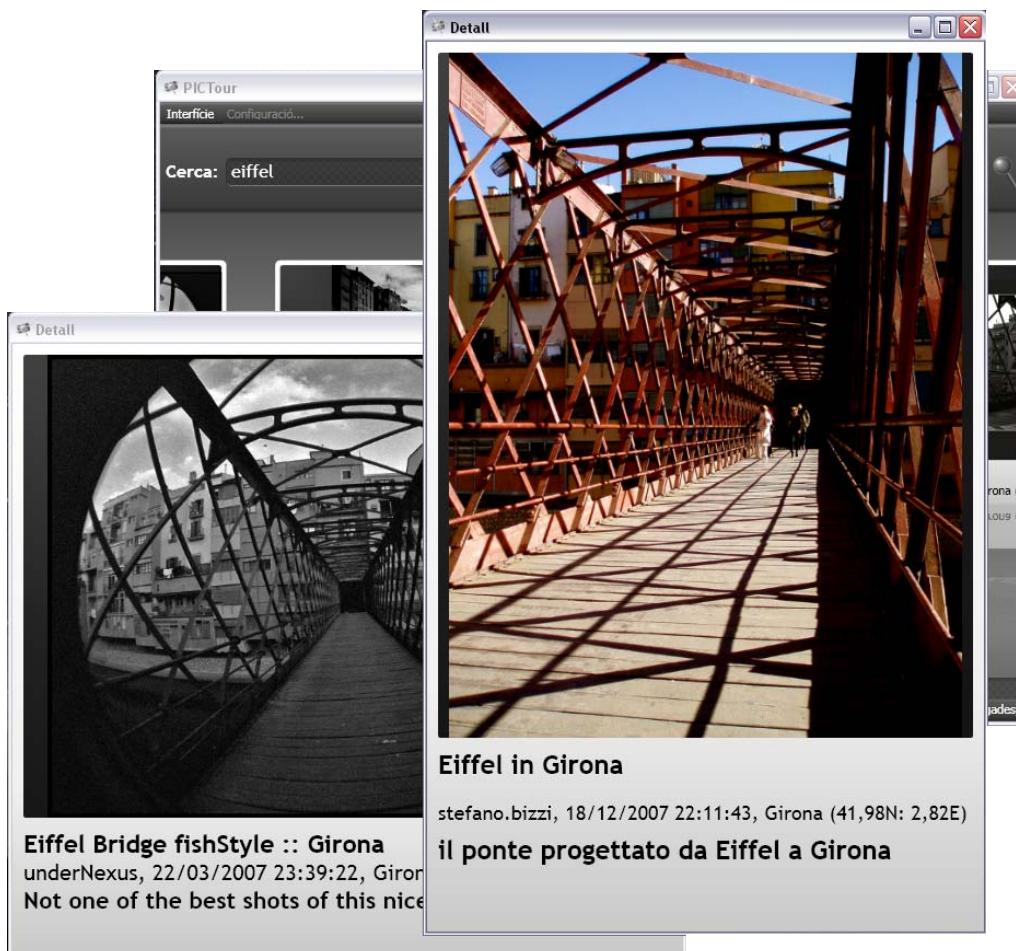 Detall
PICTour
Interfície Configuració...
Cerca: eiffel
Detall
Eiffel in Girona
stefano.bizzi, 18/12/2007 22:11:43, Girona (41,98N: 2,82E)
il ponte progettato da Eiffel a Girona
Eiffel Bridge fishStyle :: Girona
underNexus, 22/03/2007 23:39:22, Giron
Not one of the best shots of this nice